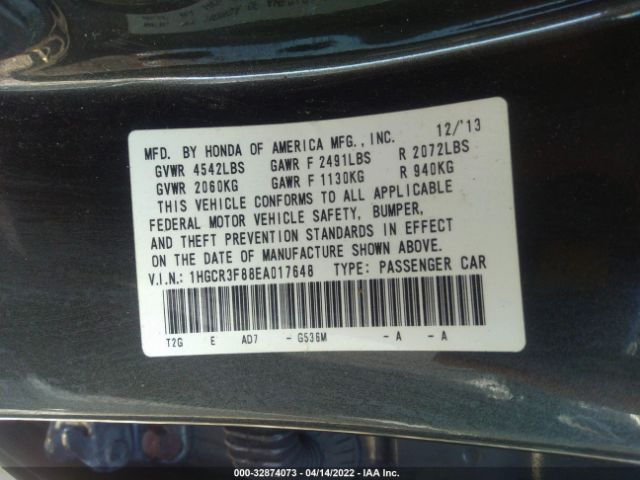 MFD. BY HONDA OF AMERICA MFG., INC. 12/'13
GVWR 4542LBS GAWR F 2491LBS R 2072LBS
GVWR 2060KG GAWR F 1130KG R 940KG
THIS VEHICLE CONFORMS TO ALL APPLICABLE
FEDERAL MOTOR VEHICLE SAFETY, BUMPER,
AND THEFT PREVENTION STANDARDS IN EFFECT
ON THE DATE OF MANUFACTURE SHOWN ABOVE.
V.I.N.: 1HGCR3F88EA017648 TYPE: PASSENGER CAR
T2G E AD7 - G536M - A - A
000-32874073 - 04/14/2022 - IAA Inc.